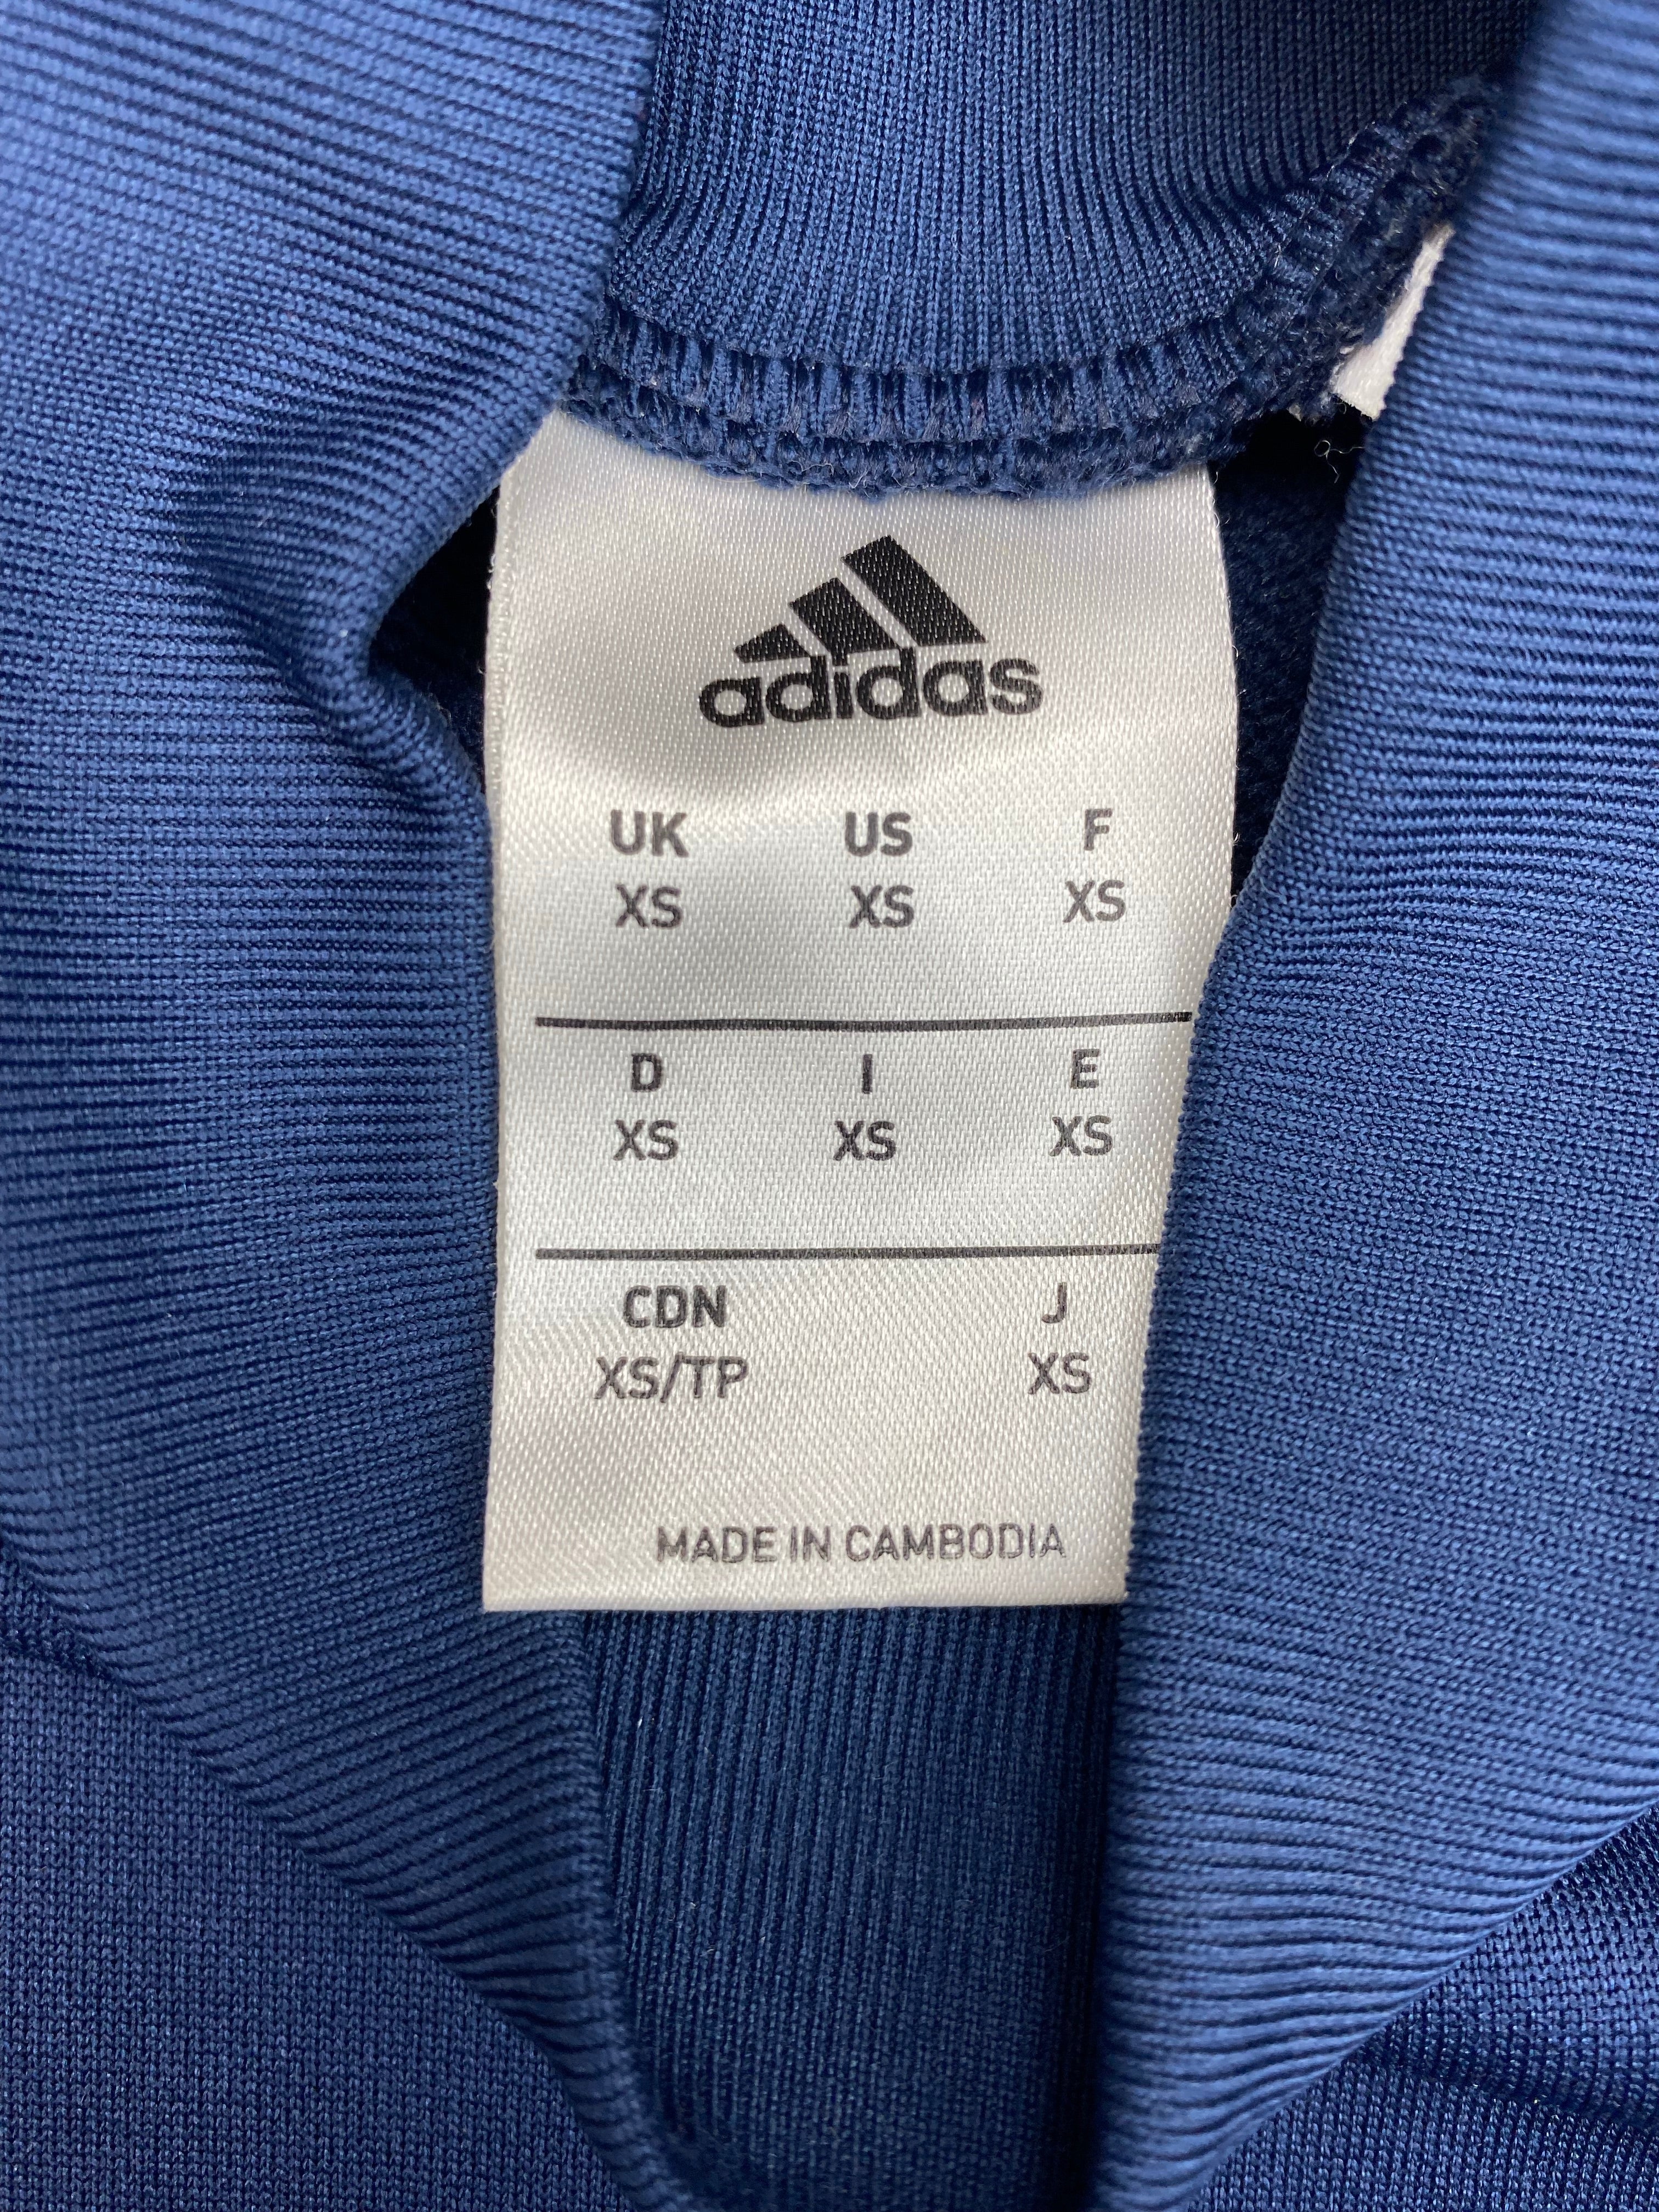 adidas
UK US F
XS XS XS
D I E
XS XS XS
CDN J
XS/TP XS
MADE IN CAMBODIA